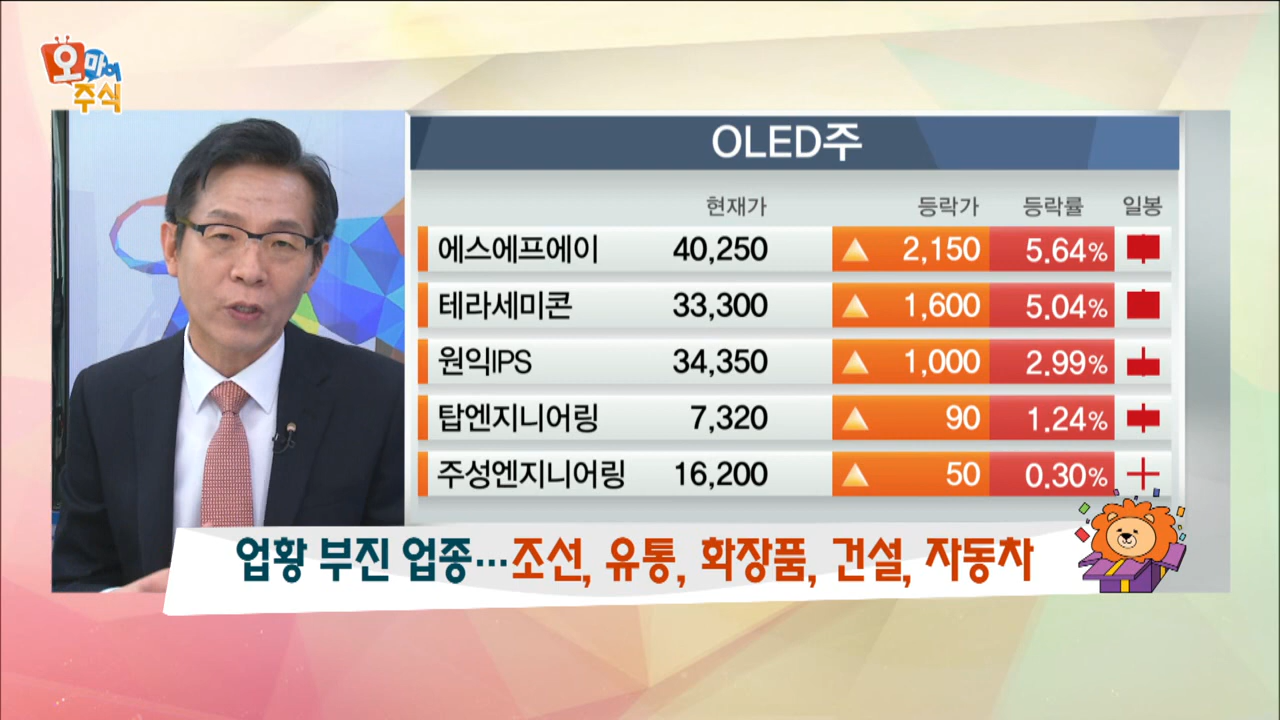 오마이
주식
OLED주
현재가 등락가 등락률 일봉
에스에프에이 40,250 ▲ 2,150 5.64%
테라세미콘 33,300 ▲ 1,600 5.04%
원익IPS 34,350 ▲ 1,000 2.99%
탑엔지니어링 7,320 ▲ 90 1.24%
주성엔지니어링 16,200 ▲ 50 0.30%
업황 부진 업종…조선, 유통, 화장품, 건설, 자동차